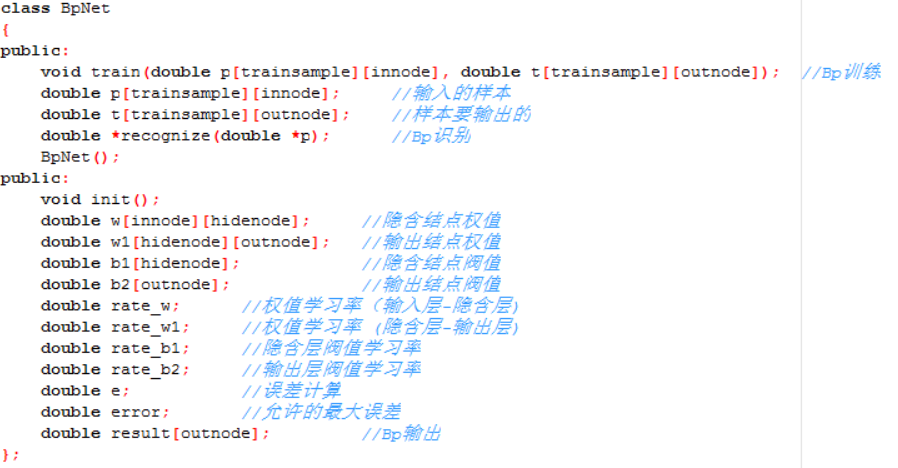 class BpNet
{
public:
    void train(double p[trainsample][innode], double t[trainsample][outnode]);  //Bp训练
    double p[trainsample][innode];     //输入的样本
    double t[trainsample][outnode];    //样本要输出的
    double *recognize(double *p);      //Bp识别
    BpNet();
public:
    void init();
    double w[innode][hidenode];     //隐含结点权值
    double w1[hidenode][outnode];   //输出结点权值
    double b1[hidenode];            //隐含结点阀值
    double b2[outnode];             //输出结点阀值
    double rate_w;      //权值学习率（输入层-隐含层)
    double rate_w1;     //权值学习率 (隐含层-输出层)
    double rate_b1;     //隐含层阀值学习率
    double rate_b2;     //输出层阀值学习率
    double e;           //误差计算
    double error;       //允许的最大误差
    double result[outnode];         //Bp输出
};